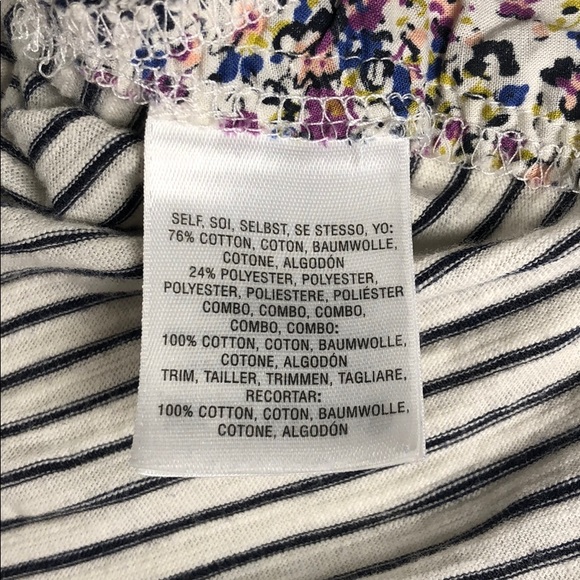 SELF, SOI, SELBST, SE STESSO, YO:
76% COTTON, COTON, BAUMWOLLE,
COTONE, ALGODÓN
24% POLYESTER, POLYESTER,
POLYESTER, POLIESTERE, POLIÉSTER
COMBO, COMBO, COMBO,
COMBO, COMBO:
100% COTTON, COTON, BAUMWOLLE,
COTONE, ALGODÓN
TRIM, TAILLER, TRIMMEN, TAGLIARE,
RECORTAR:
100% COTTON, COTON, BAUMWOLLE,
COTONE, ALGODÓN